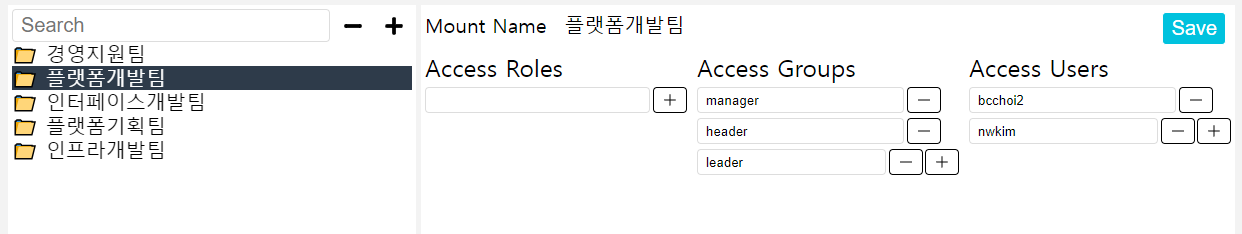 Search
경영지원팀
플랫폼개발팀
인터페이스개발팀
플랫폼기획팀
인프라개발팀
Mount Name 플랫폼개발팀
Save
Access Roles
Access Groups
manager
header
leader
Access Users
bcchoi2
nwkim